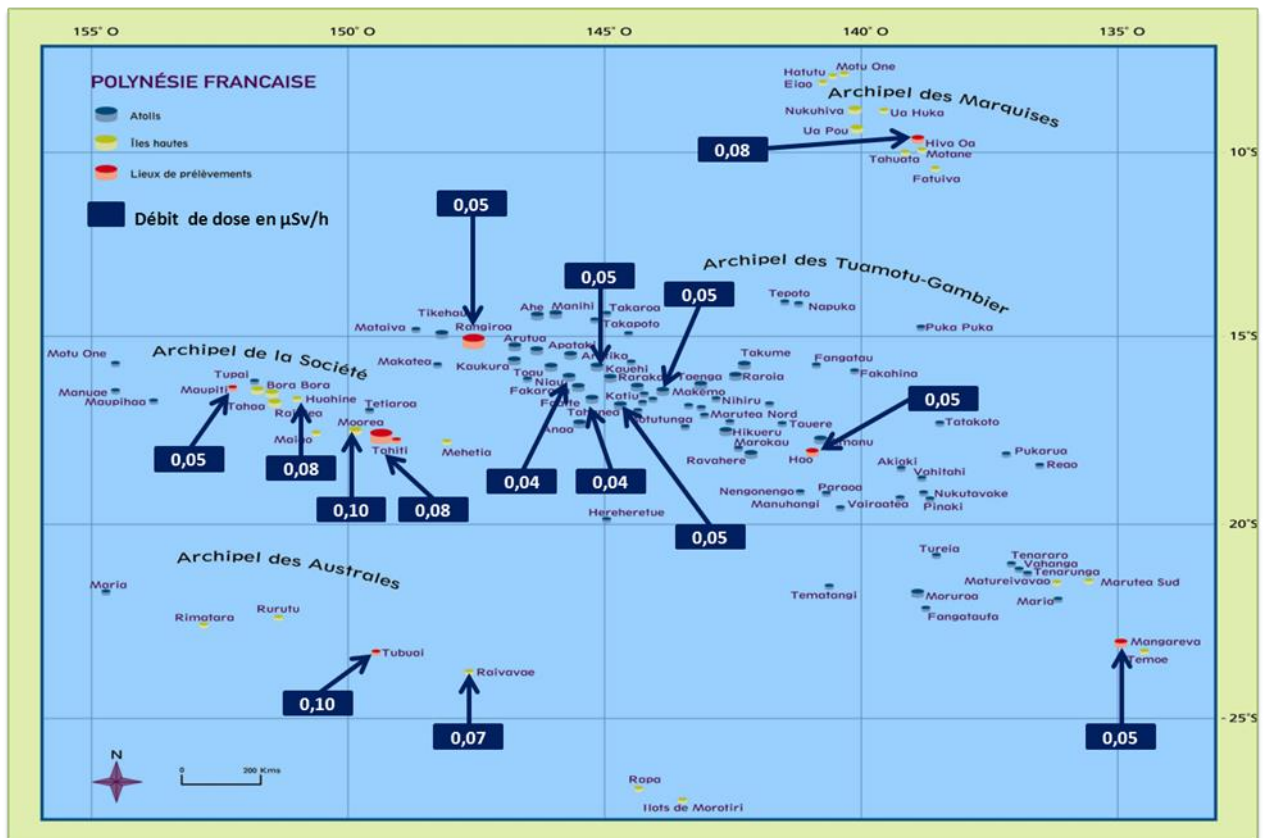 155° O
150° O
145° O
140° O
135° O
POLYNÉSIE FRANÇAISE
Atolls
Îles hautes
Lieux de prélèvements
Débit de dose en µSv/h
Hatutu
Motu One
Eiao
Archipel des Marquises
Nukuhiva
Ua Huka
Ua Pou
0,08
Hiva Oa
Tahuata
Motane
Fatuiva
10°S
0,05
Archipel des Tuamotu-Gambier
0,05
0,05
Tepoto
Napuka
Tikehau
Ahe
Manihi
Takaroa
Mataiva
Rangiroa
Takapoto
Puka Puka
15°S
Archipel de la Société
Motu One
Makatea
Arutua
Apataki
Kaukura
Toau
Kauehi
Takume
Fangatau
Tupai
Bora Bora
Niau
Taenga
Raroia
Fakahina
Manuae
Maupiti
Huahine
Maupihaa
Tahaa
Tetiaroa
Katiu
Makemo
Nihiru
Moorea
Marutea Nord
Tauere
Tatakoto
Anaa
Hikueru
Mehetia
Tahiti
Marokau
Ravahere
Hao
0,05
Pukarua
Akiaki
Reao
Vahitahi
0,05
0,08
0,10
0,08
0,04
0,04
0,05
Nengonengo
Paraoa
Nukutavake
Manuhangi
Vairaatea
Pinaki
Hereheretue
20°S
Archipel des Australes
Tureia
Tenararo
Vahanga
Tenarunga
Matureivavao
Marutea Sud
Maria
Tematangi
Moruroa
Maria
Fangataufa
Rimatara
Rurutu
Tubuai
Raivavae
Mangareva
Temoe
0,10
0,07
0,05
25°S
N
0
200 Kms
Rapa
Ilots de Morotiri